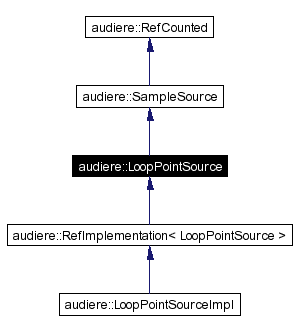 audiere::RefCounted
audiere::SampleSource
audiere::LoopPointSource
audiere::RefImplementation< LoopPointSource >
audiere::LoopPointSourceImpl